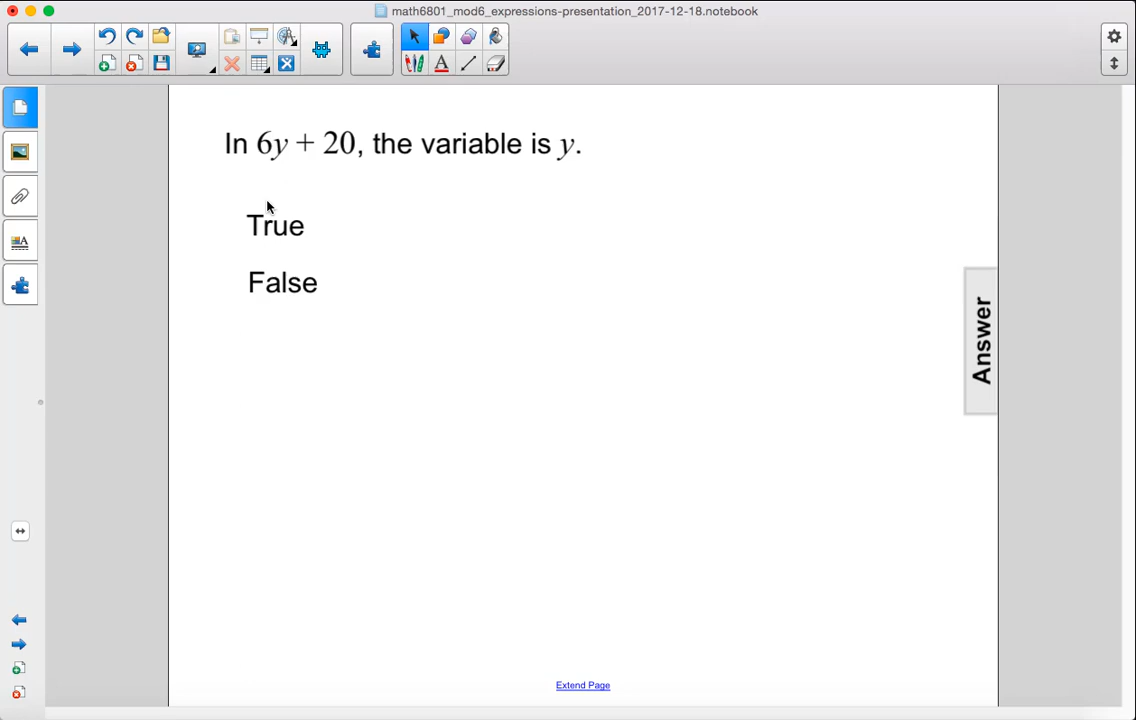 math6801_mod6_expressions-presentation_2017-12-18.notebook
In 6y + 20, the variable is y.
True
False
Answer
Extend Page